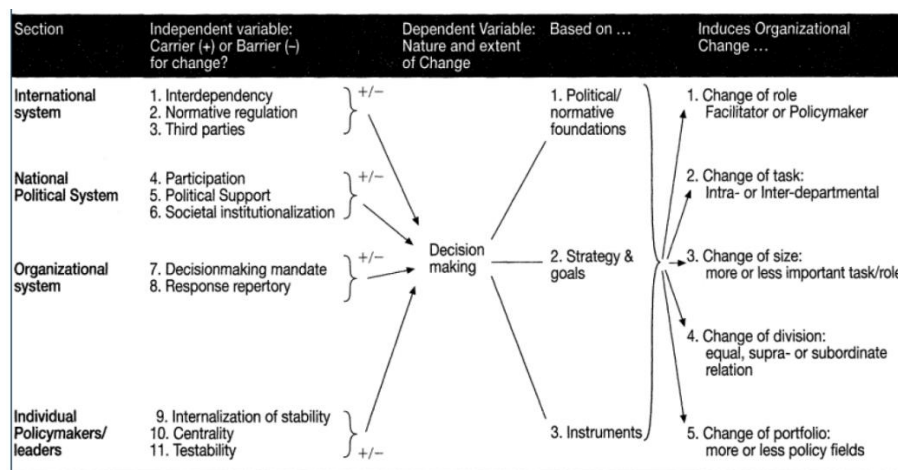 Section
Independent variable:
Carrier (+) or Barrier (–)
for change?
Dependent Variable:
Nature and extent
of Change
Based on ...
Induces Organizational
Change ...
International
system
1. Interdependency
2. Normative regulation
3. Third parties
+/–
1. Political/
normative
foundations
1. Change of role
Facilitator or Policymaker
National
Political System
4. Participation
5. Political Support
6. Societal institutionalization
+/–
2. Change of task:
Intra- or Inter-departmental
Organizational
system
7. Decisionmaking mandate
8. Response repertory
+/–
Decision
making
2. Strategy &
goals
3. Change of size:
more or less important task/role
4. Change of division:
equal, supra- or subordinate
relation
Individual
Policymakers/
leaders
9. Internalization of stability
10. Centrality
11. Testability
+/–
3. Instruments
5. Change of portfolio:
more or less policy fields